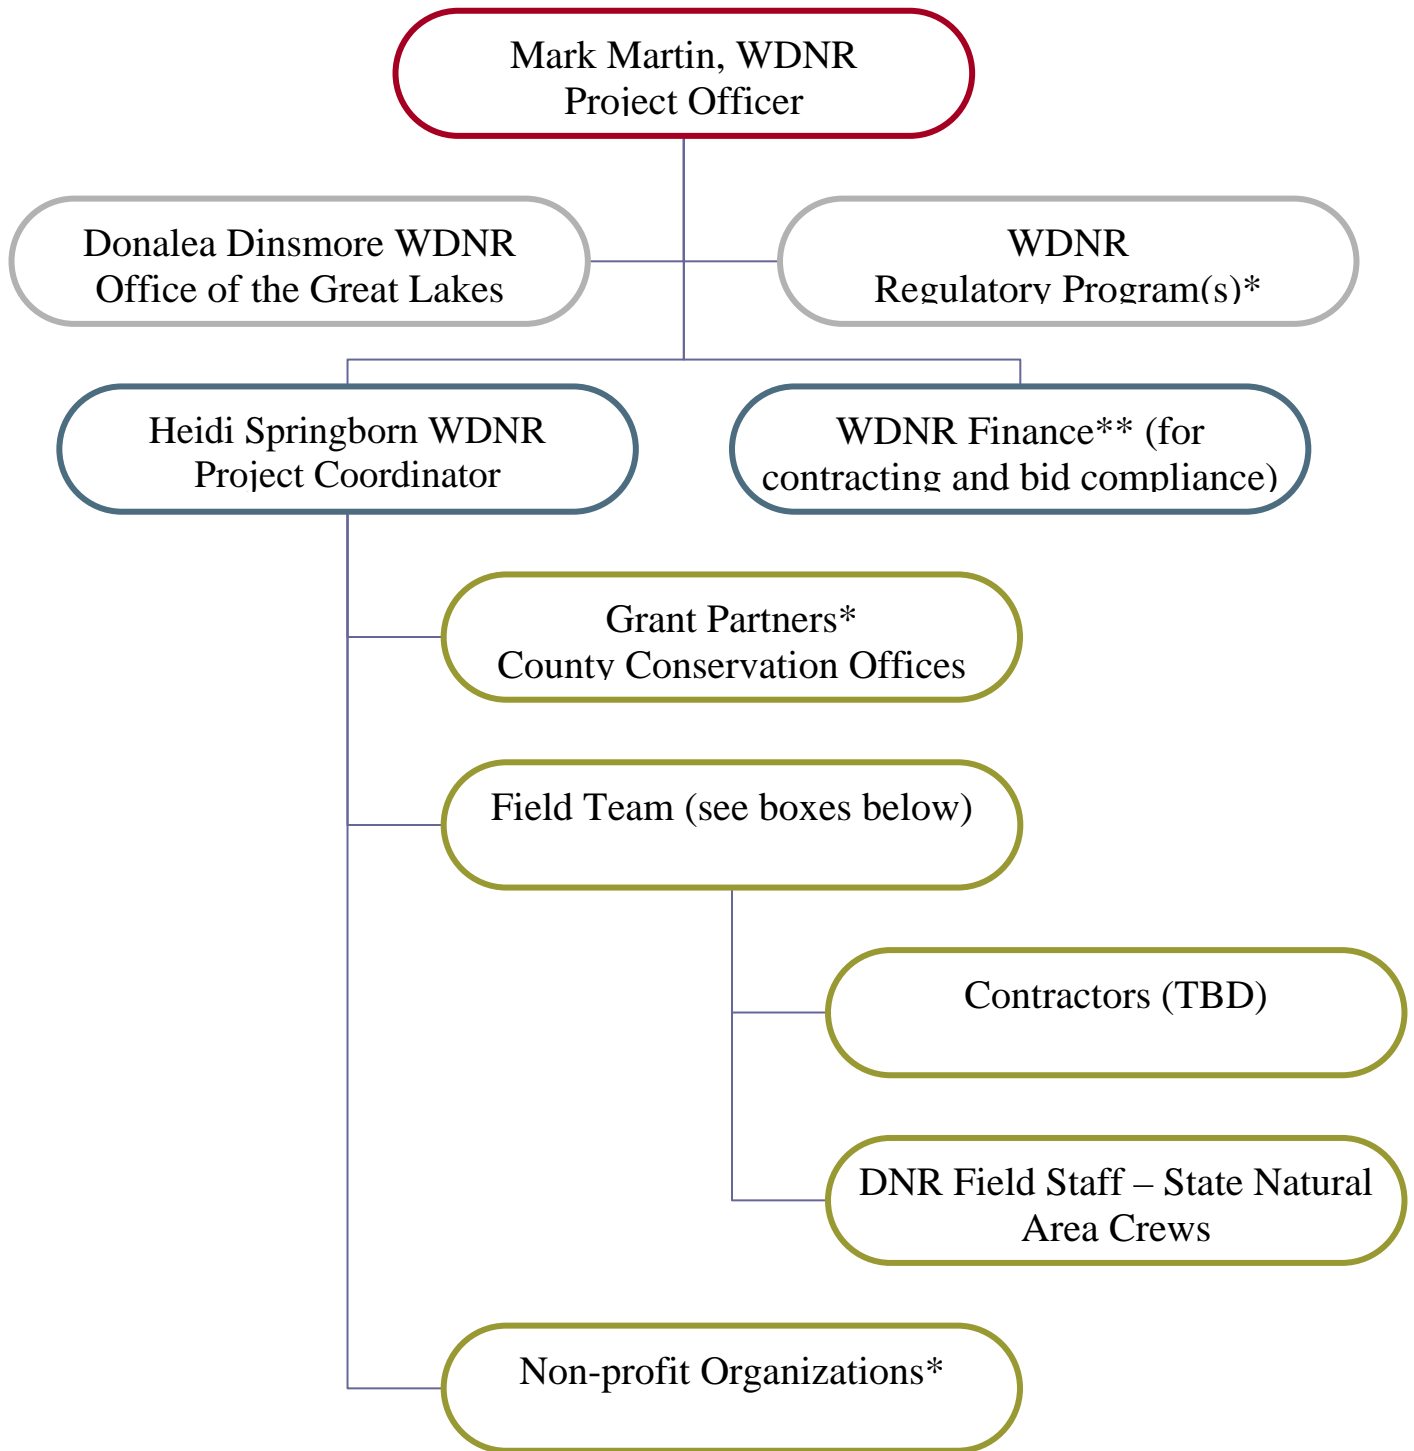 Mark Martin, WDNR
Project Officer
Donalea Dinsmore WDNR
Office of the Great Lakes
WDNR
Regulatory Program(s)*
Heidi Springborn WDNR
Project Coordinator
WDNR Finance** (for
contracting and bid compliance)
Grant Partners*
County Conservation Offices
Field Team (see boxes below)
Contractors (TBD)
DNR Field Staff – State Natural
Area Crews
Non-profit Organizations*